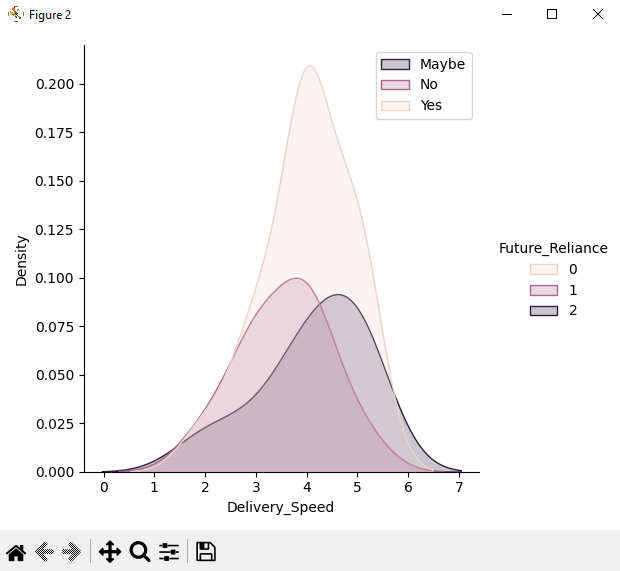 Figure 2
Maybe
No
Yes
0.200
0.175
0.150
0.125
0.100
0.075
0.050
0.025
0.000
Density
0 1 2 3 4 5 6 7
Delivery_Speed
Future_Reliance
0
1
2